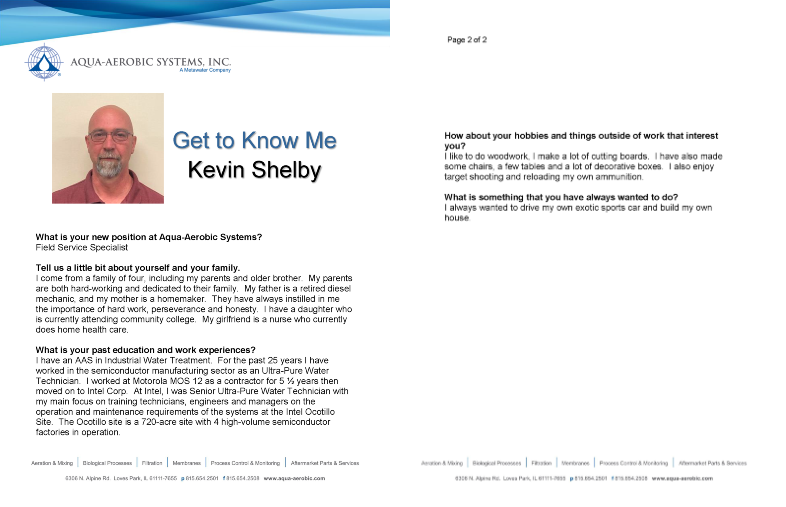 AQUA-AEROBIC SYSTEMS, INC.
A Metawater Company
Get to Know Me
Kevin Shelby
What is your new position at Aqua-Aerobic Systems?
Field Service Specialist
Tell us a little bit about yourself and your family.
I come from a family of four, including my parents and older brother. My parents
are both hard-working and dedicated to their family. My father is a retired diesel
mechanic, and my mother is a homemaker. They have always instilled in me
the importance of hard work, perseverance and honesty. I have a daughter who
is currently attending community college. My girlfriend is a nurse who currently
does home health care.
What is your past education and work experiences?
I have an AAS in Industrial Water Treatment. For the past 25 years I have
worked in the semiconductor manufacturing sector as an Ultra-Pure Water
Technician. I worked at Motorola MOS 12 as a contractor for 5 ½ years then
moved on to Intel Corp. At Intel, I was Senior Ultra-Pure Water Technician with
my main focus on training technicians, engineers and managers on the
operation and maintenance requirements of the systems at the Intel Ocotillo
Site. The Ocotillo site is a 720-acre site with 4 high-volume semiconductor
factories in operation.
Aeration & Mixing | Biological Processes | Filtration | Membranes | Process Control & Monitoring | Aftermarket Parts & Services
6306 N. Alpine Rd. Loves Park, IL 61111-7655 p 815.654.2501 f 815.654.2508 www.aqua-aerobic.com
Page 2 of 2
How about your hobbies and things outside of work that interest
you?
I like to do woodwork, I make a lot of cutting boards. I have also made
some chairs, a few tables and a lot of decorative boxes. I also enjoy
target shooting and reloading my own ammunition.
What is something that you have always wanted to do?
I always wanted to drive my own exotic sports car and build my own
house.
Aeration & Mixing | Biological Processes | Filtration | Membranes | Process Control & Monitoring | Aftermarket Parts & Services
6306 N. Alpine Rd. Loves Park, IL 61111-7655 p 815.654.2501 f 815.654.2508 www.aqua-aerobic.com